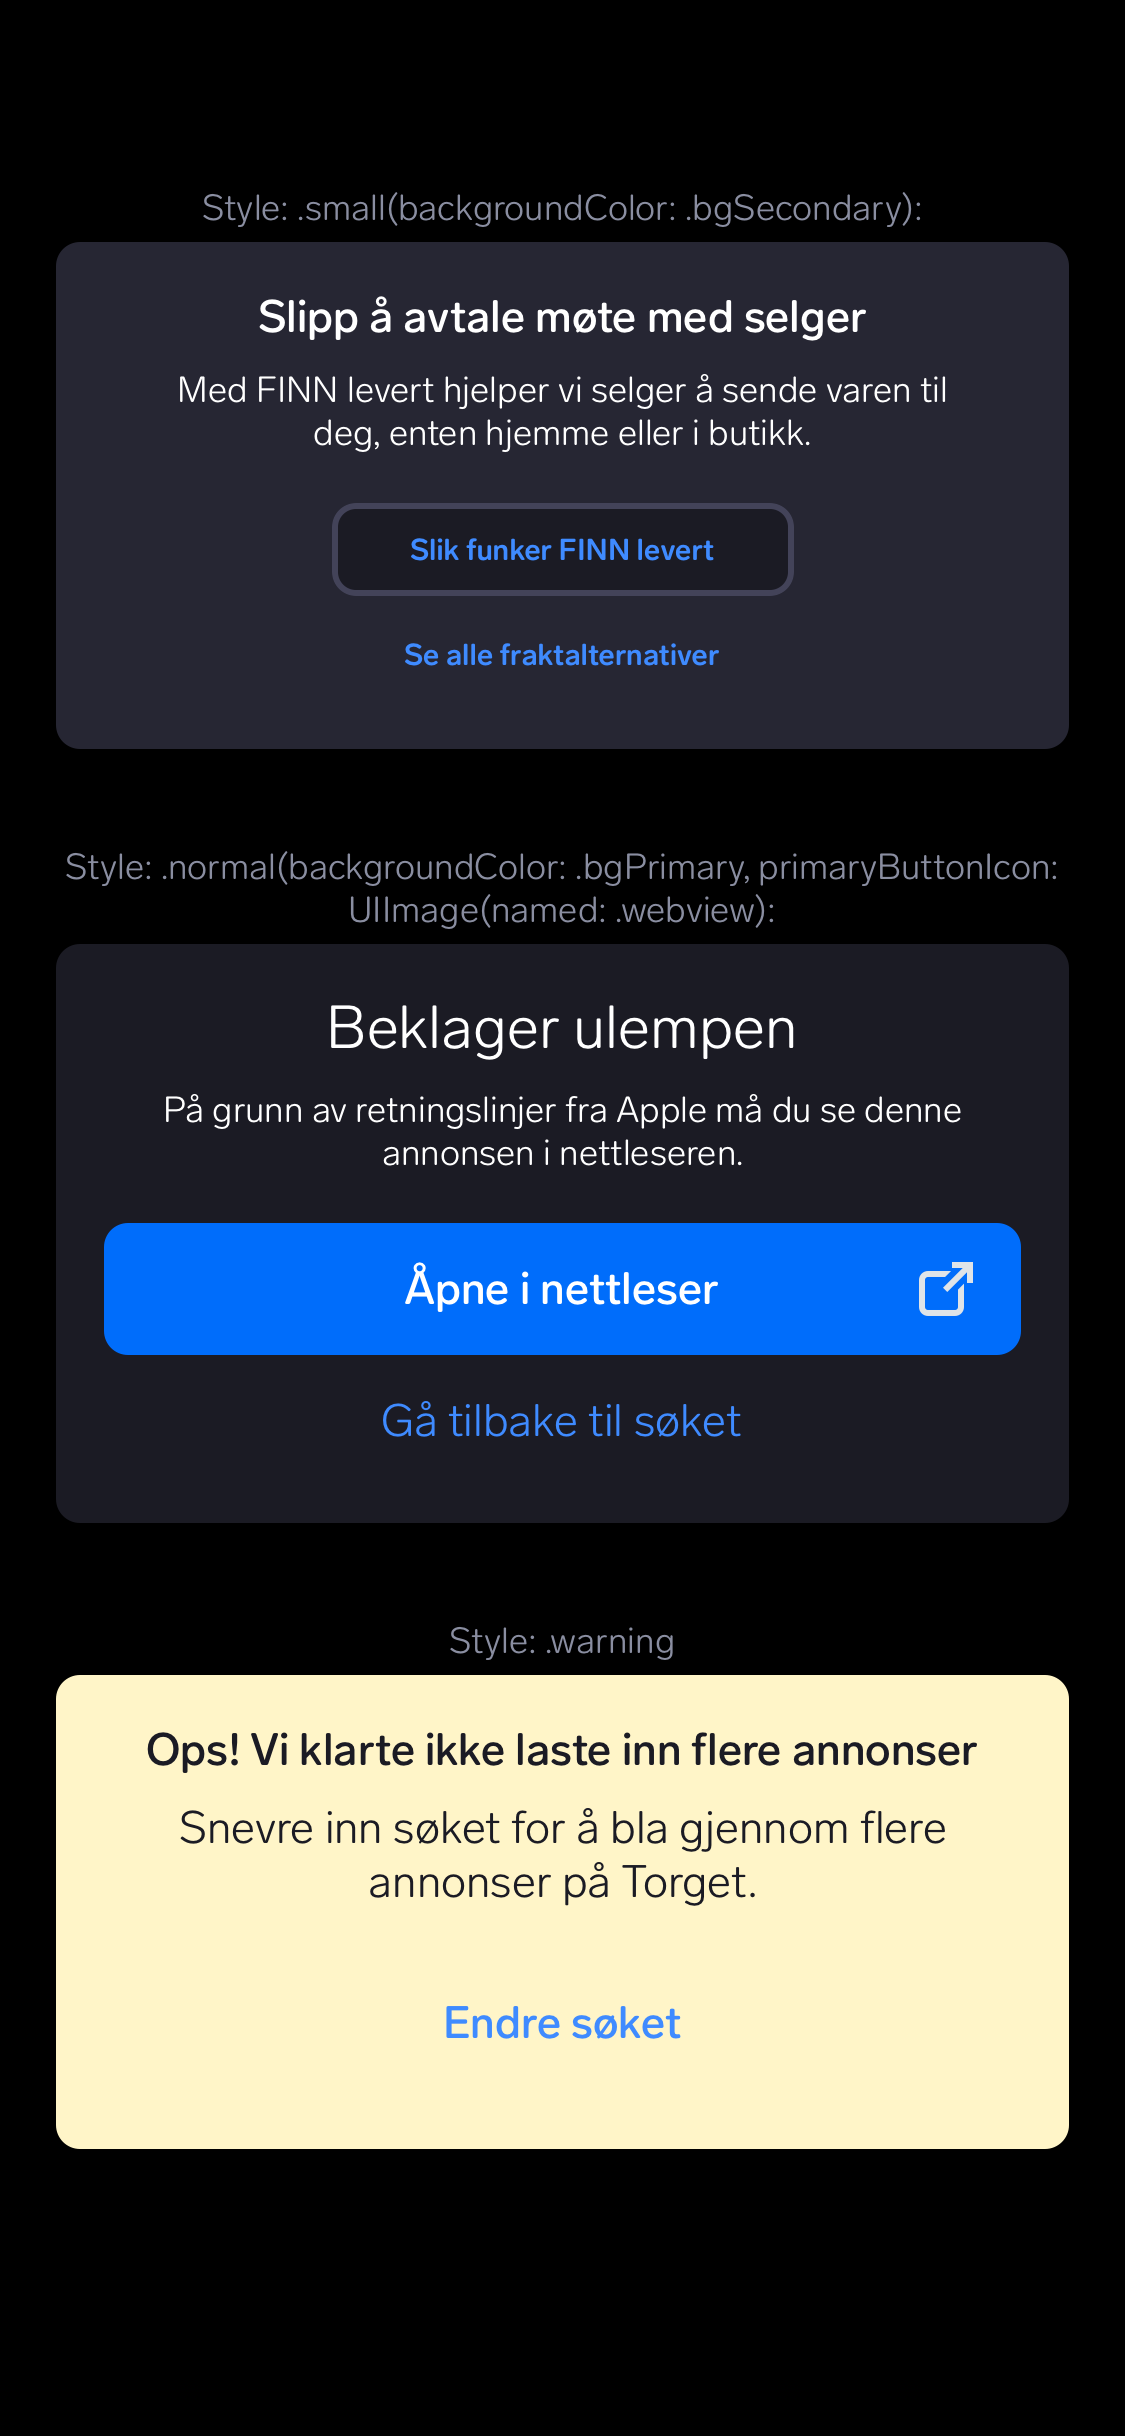 Style: .small(backgroundColor: .bgSecondary):
Slipp å avtale møte med selger
Med FINN levert hjelper vi selger å sende varen til
deg, enten hjemme eller i butikk.
Slik funker FINN levert
Se alle fraktalternativer
Style: .normal(backgroundColor: .bgPrimary, primaryButtonIcon:
UIImage(named: .webview):
Beklager ulempen
På grunn av retningslinjer fra Apple må du se denne
annonsen i nettleseren.
Åpne i nettleser
Gå tilbake til søket
Style: .warning
Ops! Vi klarte ikke laste inn flere annonser
Snevre inn søket for å bla gjennom flere
annonser på Torget.
Endre søket